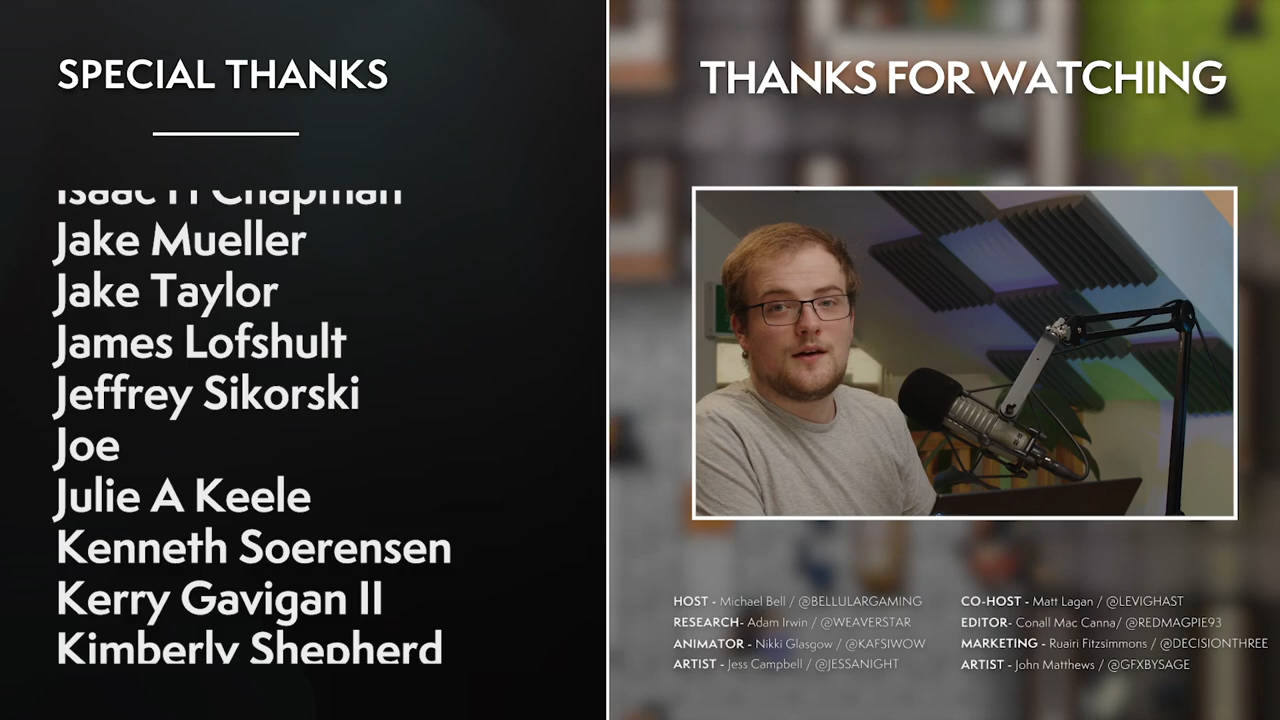 SPECIAL THANKS
Isaac H Chapman
Jake Mueller
Jake Taylor
James Lofshult
Jeffrey Sikorski
Joe
Julie A Keele
Kenneth Soerensen
Kerry Gavigan II
Kimberly Shepherd
THANKS FOR WATCHING
HOST - Michael Bell / @BELLULARGAMING
RESEARCH- Adam Irwin / @WEAVERSTAR
ANIMATOR - Nikki Glasgow / @KAFSIWOW
ARTIST - Jess Campbell / @JESSANIGHT
CO-HOST - Matt Lagan / @LEVIGHAST
EDITOR- Conall Mac Canna/ @REDMAGPIE93
MARKETING - Ruairi Fitzsimmons / @DECISIONTHREE
ARTIST - John Matthews / @GFXBYSAGE